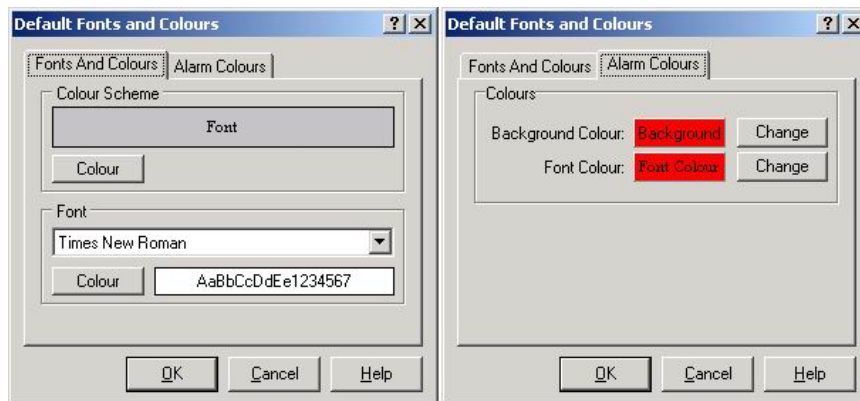 Default Fonts and Colours ? ×
Fonts And Colours Alarm Colours
Colour Scheme
Font
Colour
Font
Times New Roman
Colour AaBbCcDdEe1234567
OK Cancel Help
Default Fonts and Colours ? ×
Fonts And Colours Alarm Colours
Colours
Background Colour: Background Change
Font Colour: Font Colour Change
OK Cancel Help